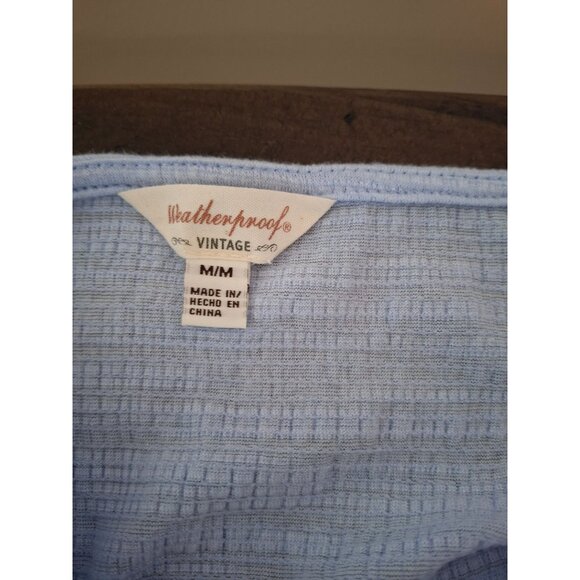 Weatherproof®
VINTAGE
M/M
MADE IN/
HECHO EN
CHINA